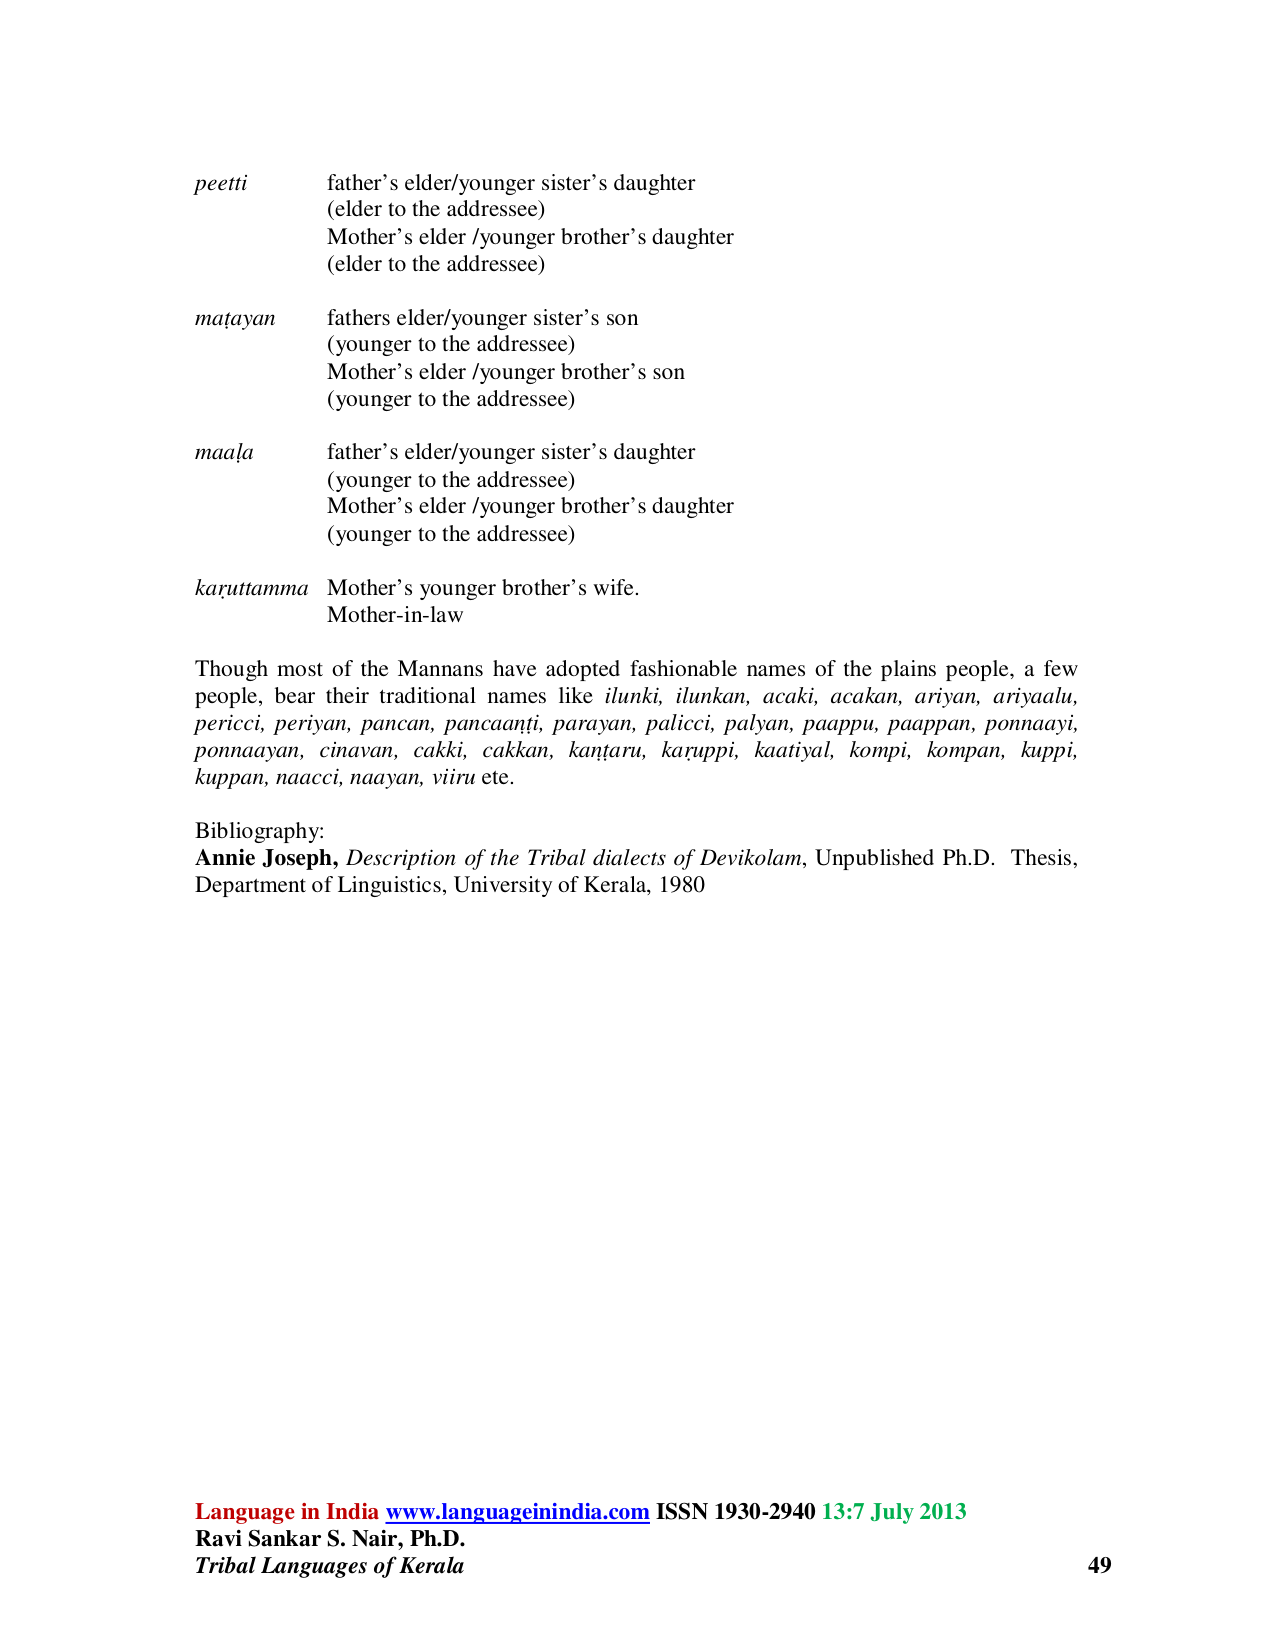 peetti father’s elder/younger sister’s daughter
(elder to the addressee)
Mother’s elder /younger brother’s daughter
(elder to the addressee)
maṭayan fathers elder/younger sister’s son
(younger to the addressee)
Mother’s elder /younger brother’s son
(younger to the addressee)
maaḷa father’s elder/younger sister’s daughter
(younger to the addressee)
Mother’s elder /younger brother’s daughter
(younger to the addressee)
kaṛuttamma Mother’s younger brother’s wife.
Mother-in-law
Though most of the Mannans have adopted fashionable names of the plains people, a few
people, bear their traditional names like ilunki, ilunkan, acaki, acakan, ariyan, ariyaalu,
pericci, periyan, pancan, pancaaṇṭi, parayan, palicci, palyan, paappu, paappan, ponnaayi,
ponnaayan, cinavan, cakki, cakkan, kaṇṭaru, kaṛuppi, kaatiyal, kompi, kompan, kuppi,
kuppan, naacci, naayan, viiru ete.
Bibliography:
Annie Joseph, Description of the Tribal dialects of Devikolam, Unpublished Ph.D. Thesis,
Department of Linguistics, University of Kerala, 1980
Language in India www.languageinindia.com ISSN 1930-2940 13:7 July 2013
Ravi Sankar S. Nair, Ph.D.
Tribal Languages of Kerala 49